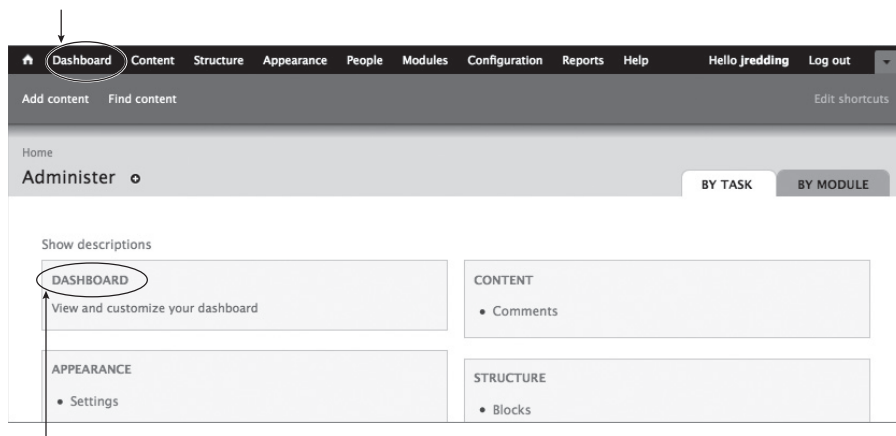 Dashboard Content Structure Appearance People Modules Configuration Reports Help Hello jredding Log out
Add content Find content Edit shortcuts
Home
Administer
BY TASK BY MODULE
Show descriptions
DASHBOARD
View and customize your dashboard
CONTENT
• Comments
APPEARANCE
• Settings
STRUCTURE
• Blocks